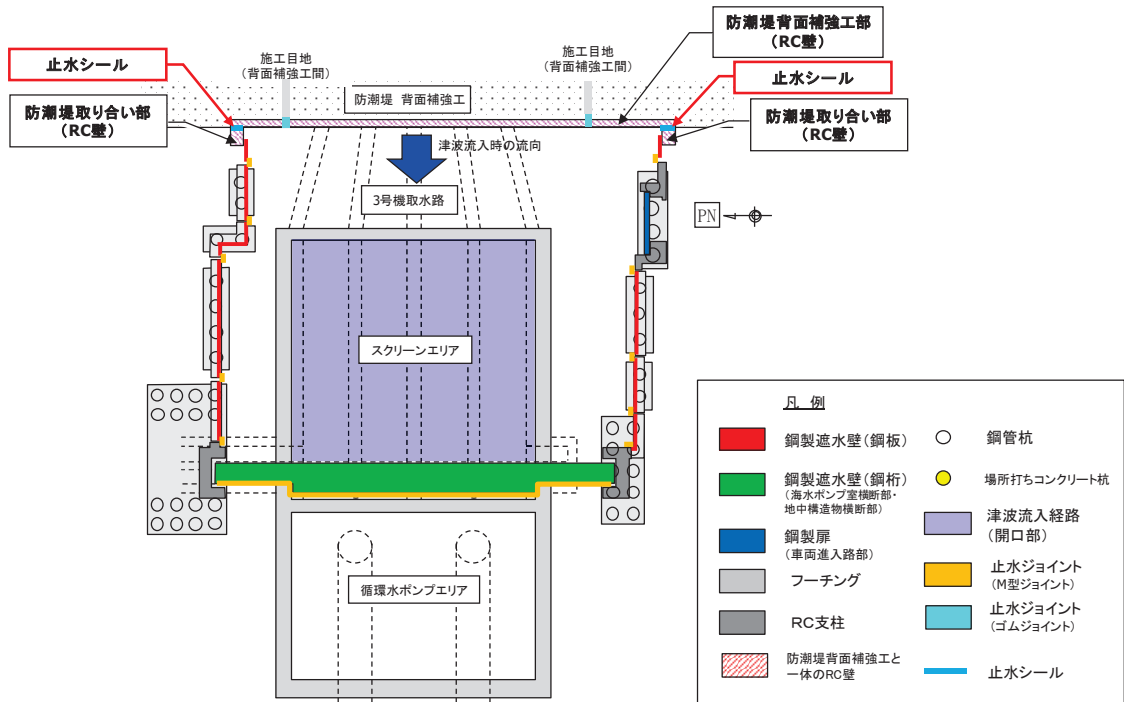 防潮堤背面補強工部
(RC壁)
施工目地
(背面補強工間)
施工目地
(背面補強工間)
止水シール
止水シール
防潮堤 背面補強工
防潮堤取り合い部
(RC壁)
防潮堤取り合い部
(RC壁)
津波流入時の流向
3号機取水路
PN
スクリーンエリア
循環水ポンプエリア
凡 例
鋼製遮水壁(鋼板)
鋼製遮水壁(鋼桁)
(海水ポンプ室横断部・
地中構造物横断部)
鋼製扉
(車両進入路部)
フーチング
RC支柱
防潮堤背面補強工と
一体のRC壁
鋼管杭
場所打ちコンクリート杭
津波流入経路
(開口部)
止水ジョイント
(M型ジョイント)
止水ジョイント
(ゴムジョイント)
止水シール